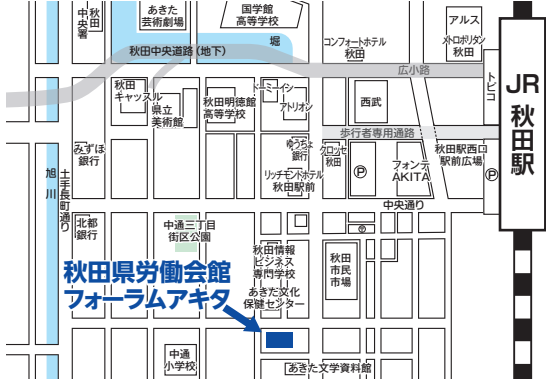 秋田
中央署
あきた
芸術劇場
国学館
高等学校
アルス
秋田中央道路(地下)
堀
コンフォートホテル
秋田
メトロポリタン
秋田
広小路
トピコ
JR
秋田駅
秋田
キャッスル
県立
美術館
秋田明徳館
高等学校
ドーミーイン
アトリオン
西武
歩行者専用通路
みずほ
銀行
ゆうちょ
銀行
クロッセ
秋田
P
フォンテ
AKITA
秋田駅西口
駅前広場
P
リッチモンドホテル
秋田駅前
旭川
土手長町通り
中央通り
北都
銀行
中通三丁目
街区公園
〒
秋田情報
ビジネス
専門学校
秋田
市民
市場
あきた文化
保健センター
秋田県労働会館
フォーラムアキタ
中通
小学校
あきた文学資料館